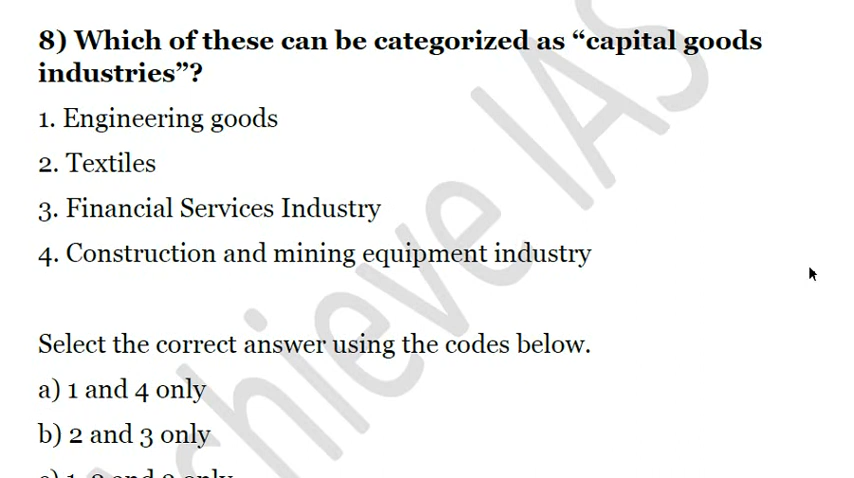 8) Which of these can be categorized as “capital goods
industries”?
1. Engineering goods
2. Textiles
3. Financial Services Industry
4. Construction and mining equipment industry
Select the correct answer using the codes below.
a) 1 and 4 only
b) 2 and 3 only
Achieve IAS